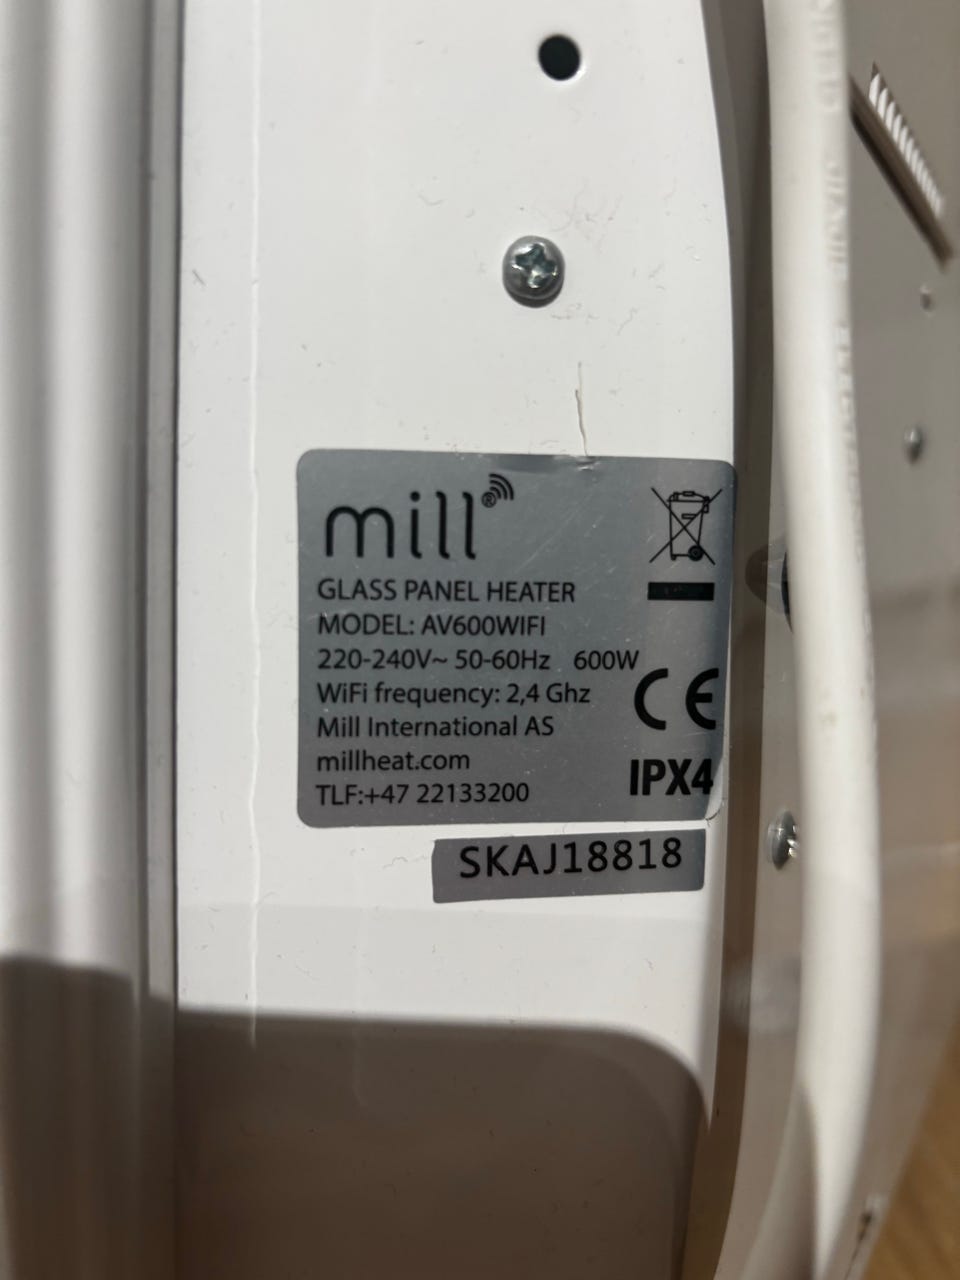 mill®
GLASS PANEL HEATER
MODEL: AV600WIFI
220-240V~ 50-60Hz 600W
WiFi frequency: 2,4 Ghz
Mill International AS
millheat.com
TLF:+47 22133200
CE
IPX4
SKAJ18818